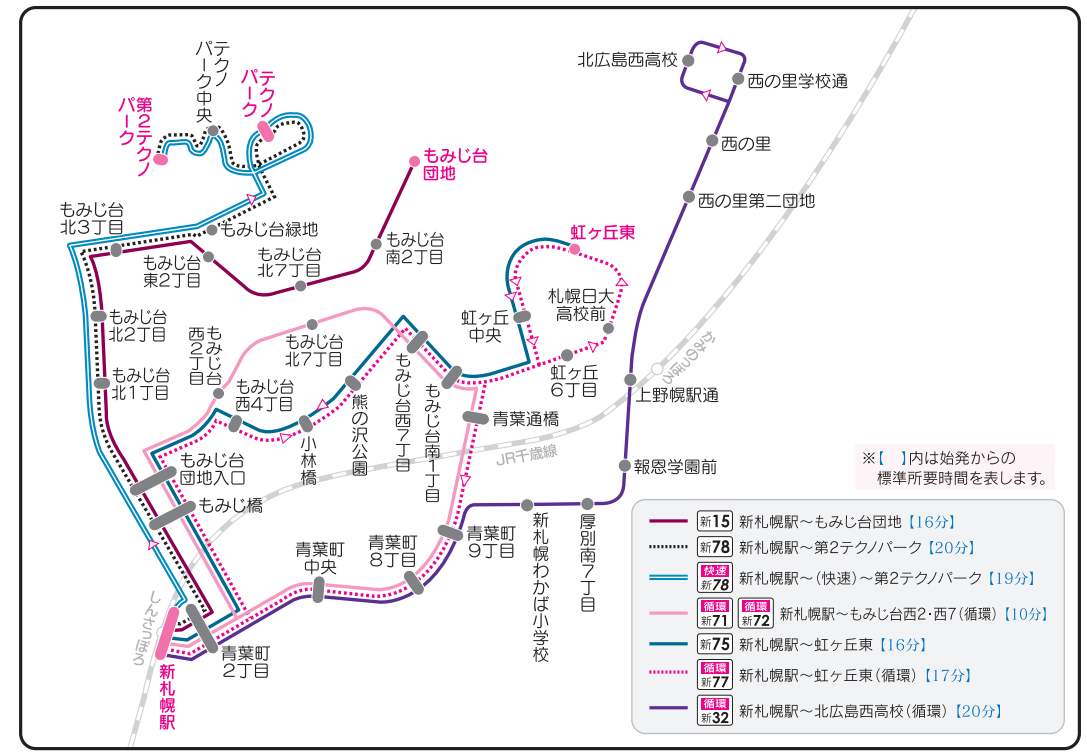 テクノ
パーク中央
テクノ
パーク
第2テクノ
パーク
もみじ台
団地
もみじ台
北3丁目
もみじ台緑地
もみじ台
東2丁目
もみじ台
北7丁目
もみじ台
南2丁目
もみじ台
北2丁目
もみじ台
北1丁目
もみじ台
西2丁目
もみじ台
北7丁目
もみじ台
西4丁目
小林橋
熊の沢公園
もみじ台西7丁目
もみじ台南1丁目
もみじ台
団地入口
もみじ橋
虹ヶ丘東
虹ヶ丘
中央
札幌日大
高校前
虹ヶ丘
6丁目
青葉通橋
北広島西高校
西の里学校通
西の里
西の里第二団地
かみのっぽろ
上野幌駅通
JR千歳線
報恩学園前
青葉町
9丁目
新札幌わかば小学校
厚別南7丁目
青葉町
8丁目
青葉町
中央
青葉町
2丁目
しんさっぽろ
新札幌駅
※【 】内は始発からの
標準所要時間を表します。
新15 新札幌駅～もみじ台団地【16分】
新78 新札幌駅～第2テクノパーク【20分】
快速
新78 新札幌駅～(快速)～第2テクノパーク【19分】
循環 循環
新71 新72 新札幌駅～もみじ台西2・西7(循環)【10分】
新75 新札幌駅～虹ヶ丘東【16分】
循環
新77 新札幌駅～虹ヶ丘東(循環)【17分】
循環
新32 新札幌駅～北広島西高校(循環)【20分】